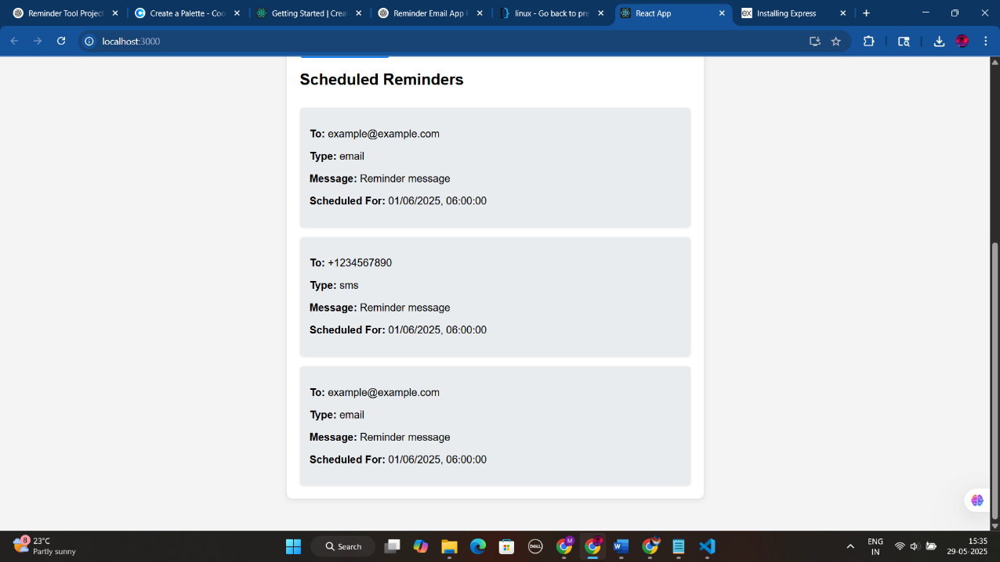 Reminder Tool Project
Create a Palette - Coo
Getting Started | Crea
Reminder Email App
linux - Go back to pre
React App
Installing Express
localhost:3000
Scheduled Reminders
To: example@example.com
Type: email
Message: Reminder message
Scheduled For: 01/06/2025, 06:00:00
To: +1234567890
Type: sms
Message: Reminder message
Scheduled For: 01/06/2025, 06:00:00
To: example@example.com
Type: email
Message: Reminder message
Scheduled For: 01/06/2025, 06:00:00
8
23°C
Partly sunny
Search
DELL
M
ENG
IN
15:35
29-05-2025